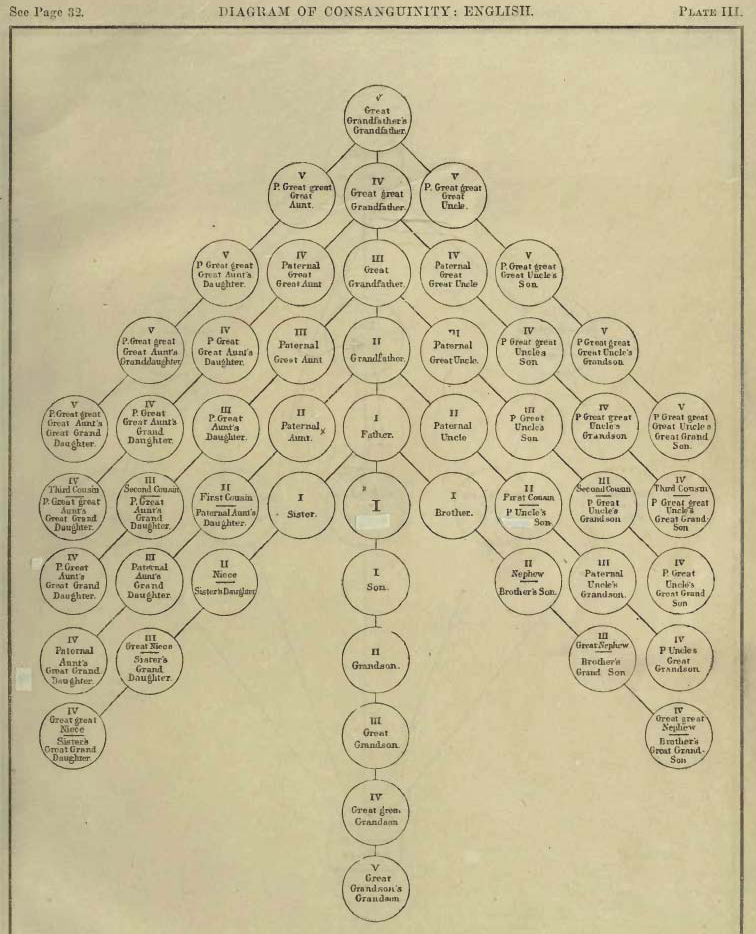 See Page 32.
DIAGRAM OF CONSANGUINITY: ENGLISH.
PLATE III.
V
Great
Grandfather's
Grandfather.
V
P. Great great
Great
Aunt.
IV
Great great
Grandfather.
V
P. Great great
Great
Uncle.
V
P Great great
Great Aunt's
Daughter.
IV
Paternal
Great
Great Aunt
III
Great
Grandfather.
IV
Paternal
Great
Great Uncle
V
P. Great great
Great Uncle's
Son.
V
P. Great great
Great Aunt's
Granddaughter
IV
P Great
Great Aunt's
Daughter.
III
Paternal
Great Aunt
II
Grandfather.
III
Paternal
Great Uncle.
IV
P Great great
Uncles
Son
V
P. Great great
Great Uncle's
Grandson.
V
P. Great great
Great Aunt's
Great Grand
Daughter.
IV
P. Great
Great Aunt's
Grand
Daughter.
III
P. Great
Aunt's
Daughter.
II
Paternal
Aunt.
I
Father.
II
Paternal
Uncle
III
P Great
Uncle's
Son
IV
P Great great
Uncle's
Grandson
V
P. Great great
Great Uncles
Great Grand
Son.
IV
Third Cousin
P. Great great
Aunt's
Great Grand
Daughter.
III
Second Cousin
P. Great
Aunt's
Grand
Daughter.
II
First Cousin
Paternal Aunt's
Daughter.
I
Sister.
I
I
Brother.
II
First Cousin
P Uncle's
Son.
III
Second Cousin
P. Great
Uncle's
Grandson
IV
Third Cousin
P Great great
Uncle's
Great Grand
Son
IV
P. Great
Aunt's
Great Grand
Daughter.
III
Paternal
Aunt's
Grand
Daughter.
II
Niece
Sister's Daughter
I
Son.
II
Nephew
Brother's Son.
III
Paternal
Uncle's
Grandson.
IV
P. Great
Uncle's
Great Grand
Son
IV
Paternal
Aunt's
Great Grand
Daughter.
III
Great Niece
Sister's
Grand
Daughter.
II
Grandson.
III
Great Nephew
Brother's
Grand Son
IV
P Uncles
Great
Grandson.
IV
Great great
Niece
Sister's
Great Grand
Daughter.
III
Great
Grandson.
IV
Great great
Nephew
Brother's
Great Grand-
Son
IV
Great great
Grandson
V
Great
Grandson's
Grandson